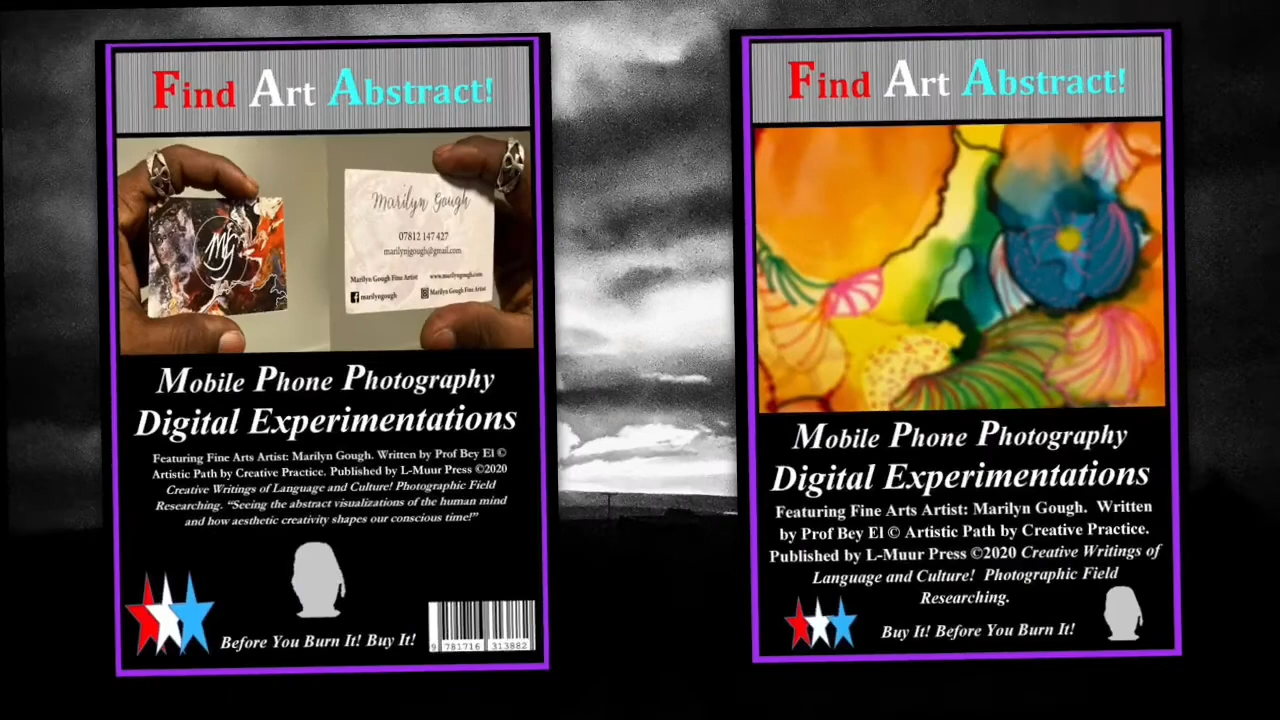 Find Art Abstract!
MG
Marilyn Gough
07812 147 427
marilynjgough@gmail.com
Marilyn Gough Fine Artist
www.marilyngough.com
marilyngough
Marilyn Gough Fine Artist
Mobile Phone Photography
Digital Experimentations
Featuring Fine Arts Artist: Marilyn Gough. Written by Prof Bey El ©
Artistic Path by Creative Practice. Published by L-Muur Press ©2020
Creative Writings of Language and Culture! Photographic Field
Researching. “Seeing the abstract visualizations of the human mind
and how aesthetic creativity shapes our conscious time!”
Before You Burn It! Buy It!
9 781716 313882
Find Art Abstract!
Mobile Phone Photography
Digital Experimentations
Featuring Fine Arts Artist: Marilyn Gough. Written
by Prof Bey El © Artistic Path by Creative Practice.
Published by L-Muur Press ©2020 Creative Writings of
Language and Culture! Photographic Field
Researching.
Buy It! Before You Burn It!